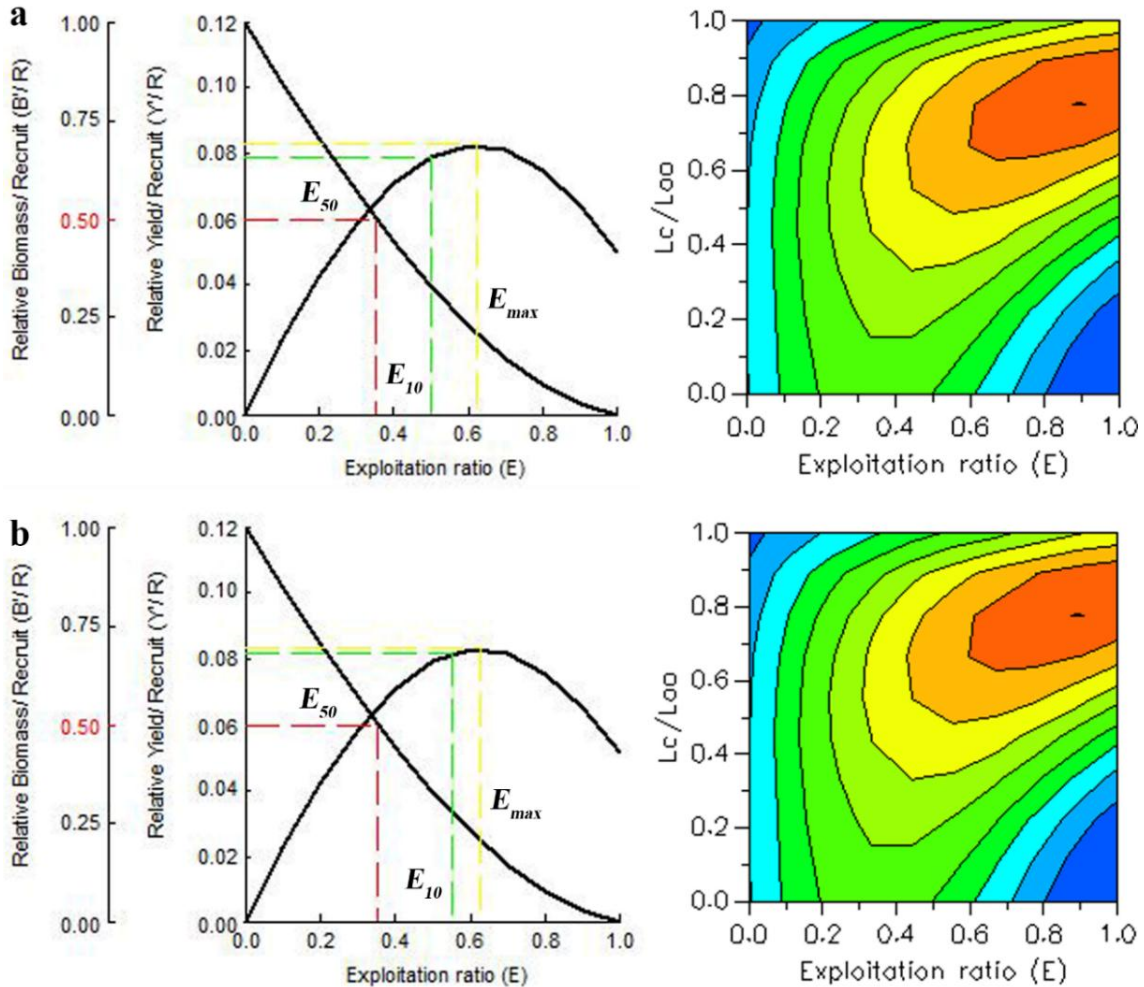 a
Relative Biomass/ Recruit (B'/ R)
1.00
0.75
0.50
0.25
0.00
Relative Yield/ Recruit (Y'/ R)
0.12
0.10
0.08
0.06
0.04
0.02
0.00
E50
E10
Emax
0.0 0.2 0.4 0.6 0.8 1.0
Exploitation ratio (E)
Lc/Loo
1.0
0.8
0.6
0.4
0.2
0.0
0.0 0.2 0.4 0.6 0.8 1.0
Exploitation ratio (E)
b
Relative Biomass/ Recruit (B'/ R)
1.00
0.75
0.50
0.25
0.00
Relative Yield/ Recruit (Y'/ R)
0.12
0.10
0.08
0.06
0.04
0.02
0.00
E50
E10
Emax
0.0 0.2 0.4 0.6 0.8 1.0
Exploitation ratio (E)
Lc/Loo
1.0
0.8
0.6
0.4
0.2
0.0
0.0 0.2 0.4 0.6 0.8 1.0
Exploitation ratio (E)